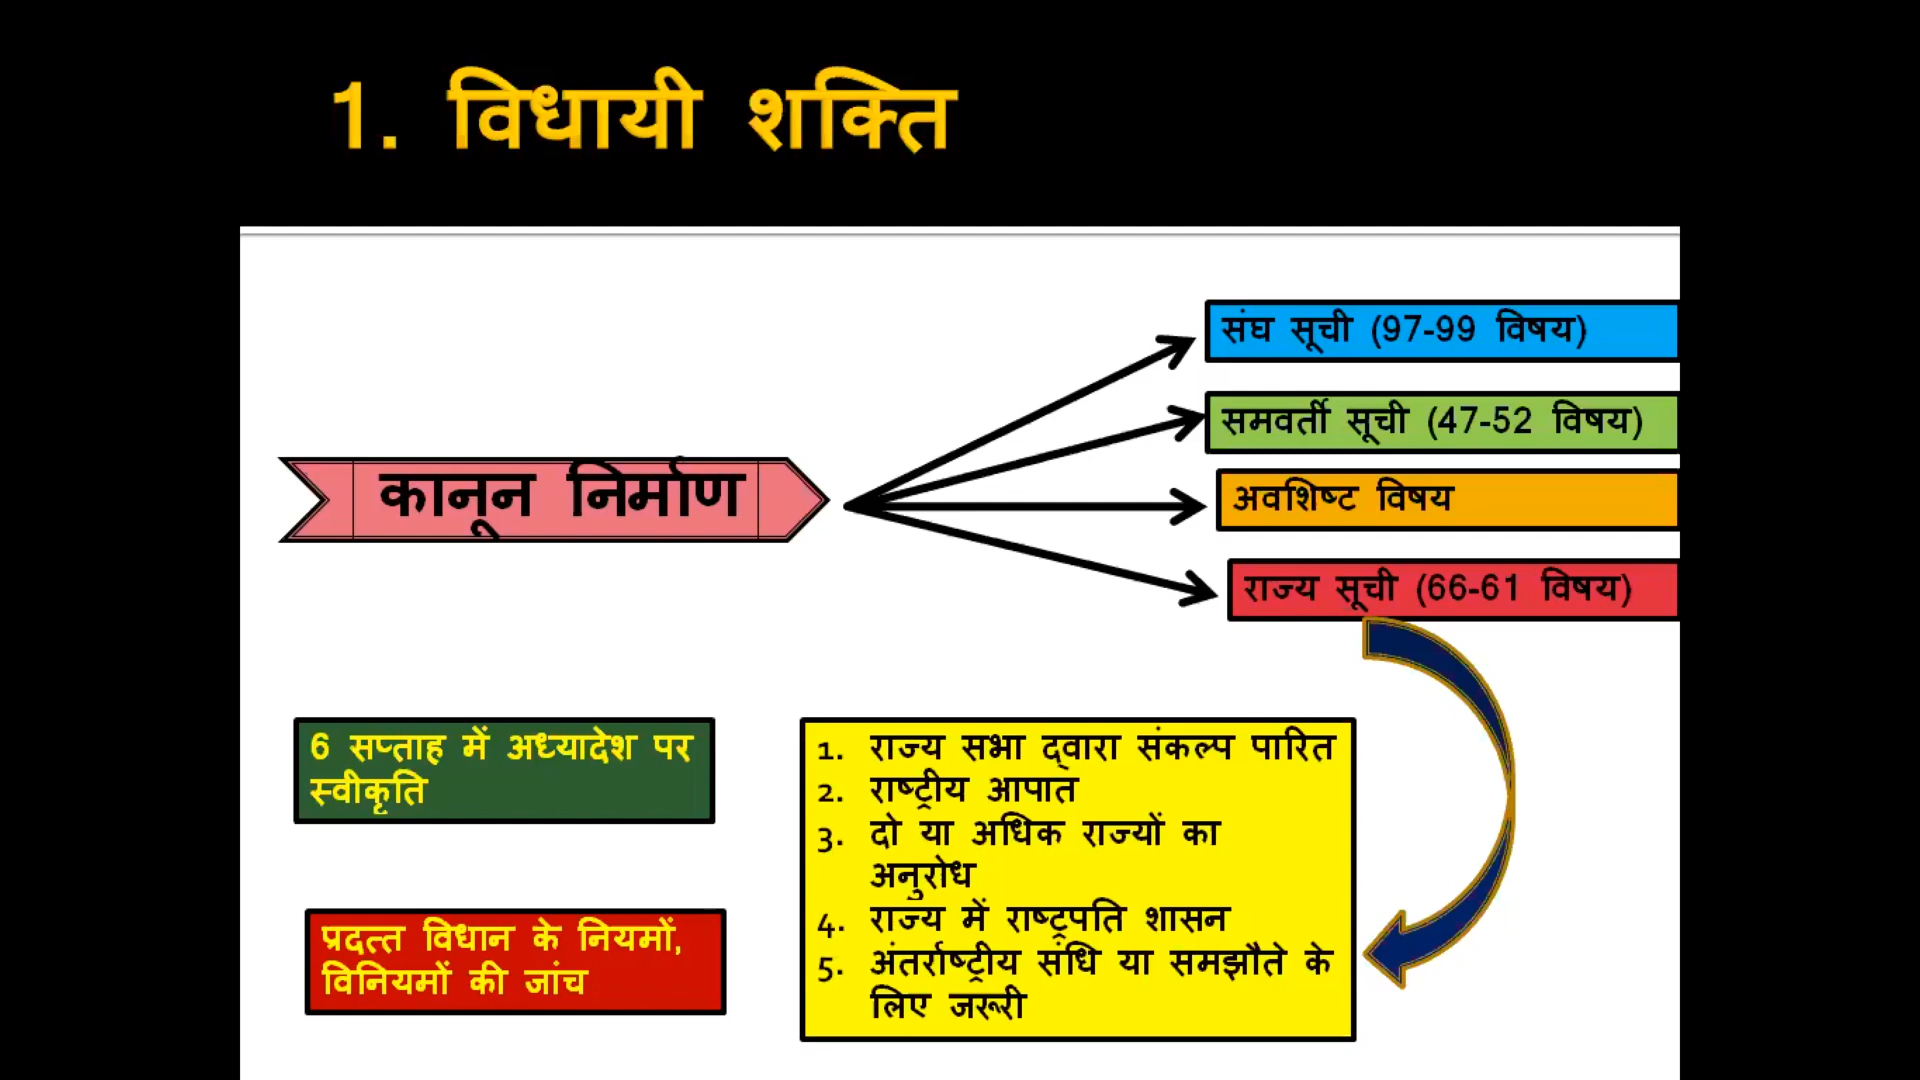 1. विधायी शक्ति
संघ सूची (97-99 विषय)
समवर्ती सूची (47-52 विषय)
कानून निर्माण
अवशिष्ट विषय
राज्य सूची (66-61 विषय)
6 सप्ताह में अध्यादेश पर
स्वीकृति
प्रदत्त विधान के नियमों,
विनियमों की जांच
1. राज्य सभा द्वारा संकल्प पारित
2. राष्ट्रीय आपात
3. दो या अधिक राज्यों का
अनुरोध
4. राज्य में राष्ट्रपति शासन
5. अंतर्राष्ट्रीय संधि या समझौते के
लिए जरूरी